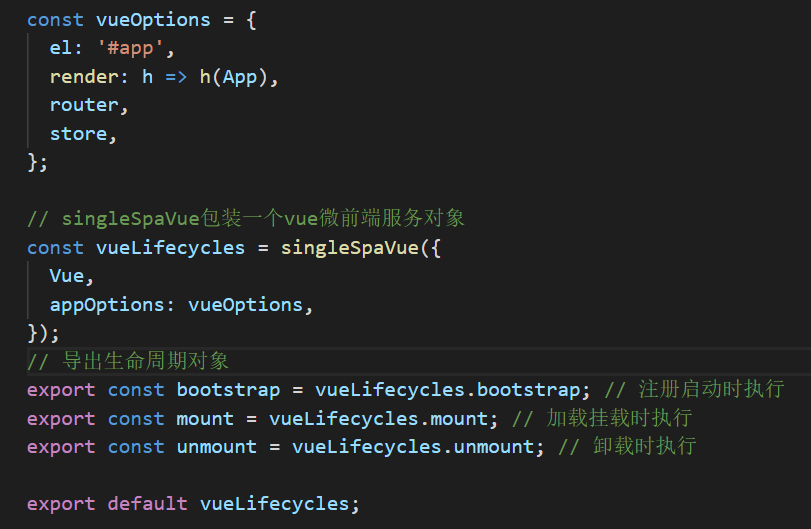 const vueOptions = {
  el: '#app',
  render: h => h(App),
  router,
  store,
};

// singleSpaVue包装一个vue微前端服务对象
const vueLifecycles = singleSpaVue({
  Vue,
  appOptions: vueOptions,
});
// 导出生命周期对象
export const bootstrap = vueLifecycles.bootstrap; // 注册启动时执行
export const mount = vueLifecycles.mount; // 加载挂载时执行
export const unmount = vueLifecycles.unmount; // 卸载时执行

export default vueLifecycles;